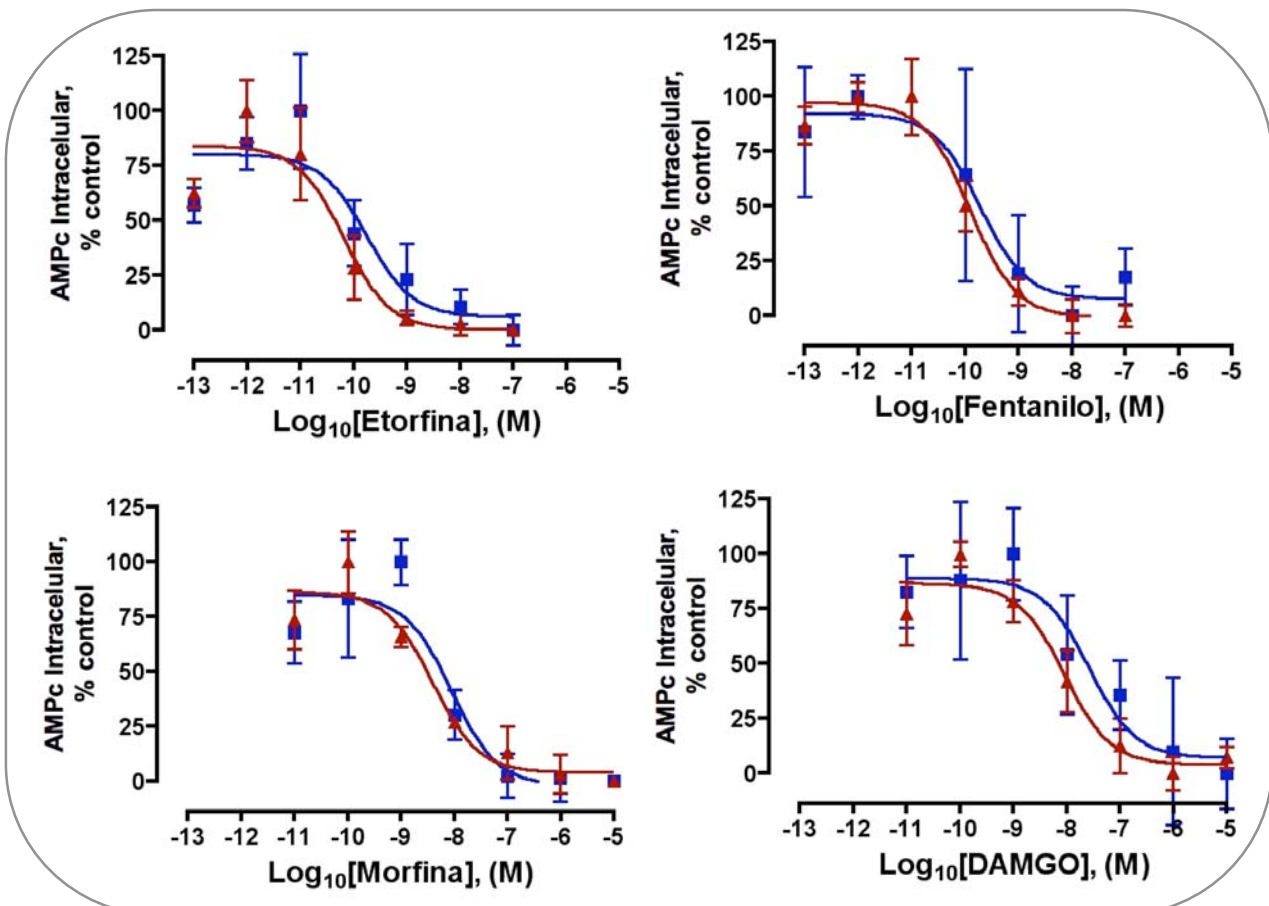 AMPc Intracelular,
% control
125
100
75
50
25
0
-13 -12 -11 -10 -9 -8 -7 -6 -5
Log10[Etorfina], (M)
AMPc Intracelular,
% control
125
100
75
50
25
0
-13 -12 -11 -10 -9 -8 -7 -6 -5
Log10[Fentanilo], (M)
AMPc Intracelular,
% control
125
100
75
50
25
0
-13 -12 -11 -10 -9 -8 -7 -6 -5
Log10[Morfina], (M)
AMPc Intracelular,
% control
125
100
75
50
25
0
-13 -12 -11 -10 -9 -8 -7 -6 -5
Log10[DAMGO], (M)